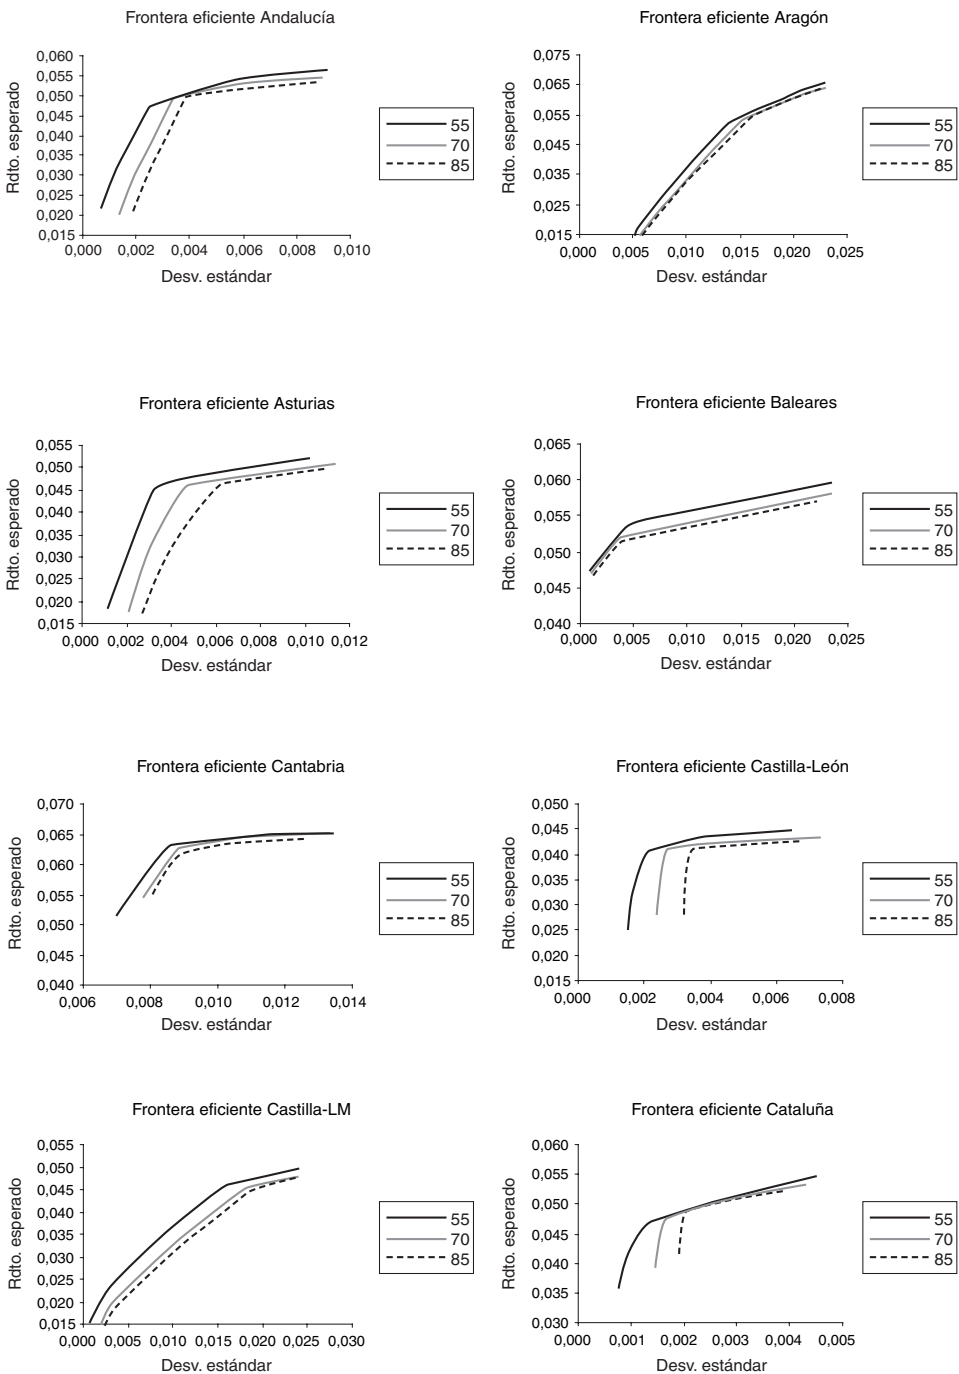 Frontera eficiente Andalucía
Rdto. esperado
0,060
0,055
0,050
0,045
0,040
0,035
0,030
0,025
0,020
0,015
0,000 0,002 0,004 0,006 0,008 0,010
Desv. estándar
55
70
85
Frontera eficiente Aragón
Rdto. esperado
0,075
0,065
0,055
0,045
0,035
0,025
0,015
0,000 0,005 0,010 0,015 0,020 0,025
Desv. estándar
55
70
85
Frontera eficiente Asturias
Rdto. esperado
0,055
0,050
0,045
0,040
0,035
0,030
0,025
0,020
0,015
0,000 0,002 0,004 0,006 0,008 0,010 0,012
Desv. estándar
55
70
85
Frontera eficiente Baleares
Rdto. esperado
0,065
0,060
0,055
0,050
0,045
0,040
0,000 0,005 0,010 0,015 0,020 0,025
Desv. estándar
55
70
85
Frontera eficiente Cantabria
Rdto. esperado
0,070
0,065
0,060
0,055
0,050
0,045
0,040
0,006 0,008 0,010 0,012 0,014
Desv. estándar
55
70
85
Frontera eficiente Castilla-León
Rdto. esperado
0,050
0,045
0,040
0,035
0,030
0,025
0,015
0,000 0,002 0,004 0,006 0,008
Desv. estándar
55
70
85
Frontera eficiente Castilla-LM
Rdto. esperado
0,055
0,050
0,045
0,040
0,035
0,030
0,025
0,020
0,015
0,000 0,005 0,010 0,015 0,020 0,025 0,030
Desv. estándar
55
70
85
Frontera eficiente Cataluña
Rdto. esperado
0,060
0,055
0,050
0,045
0,040
0,035
0,030
0,000 0,001 0,002 0,003 0,004 0,005
Desv. estándar
55
70
85